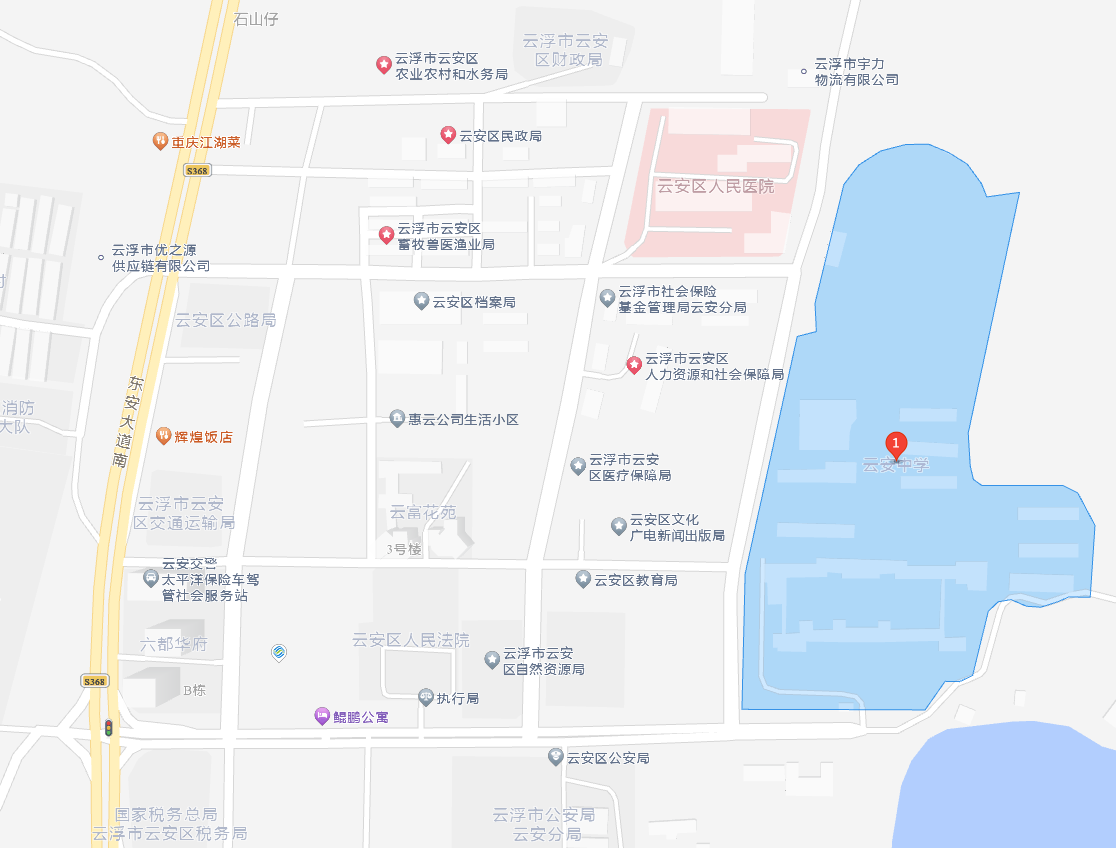 石山仔
云浮市云安
区财政局
云浮市云安区
农业农村和水务局
云浮市宇力
物流有限公司
云安区民政局
重庆江湖菜
S368
云安区人民医院
云浮市云安区
畜牧兽医渔业局
云浮市优之源
供应链有限公司
村
云浮市社会保险
基金管理局云安分局
云安区档案局
云安区公路局
云浮市云安区
人力资源和社会保障局
东安大道南
消防
大队
惠云公司生活小区
辉煌饭店
1
云安中学
云浮市云安
区医疗保障局
云浮市云安
区交通运输局
云富花苑
云安区文化
广电新闻出版局
3号楼
云安交警
太平洋保险车驾
管社会服务站
云安区教育局
六都华府
云安区人民法院
云浮市云安
区自然资源局
S368
B栋
执行局
鲲鹏公寓
云安区公安局
国家税务总局
云浮市云安区税务局
云浮市公安局
云安分局